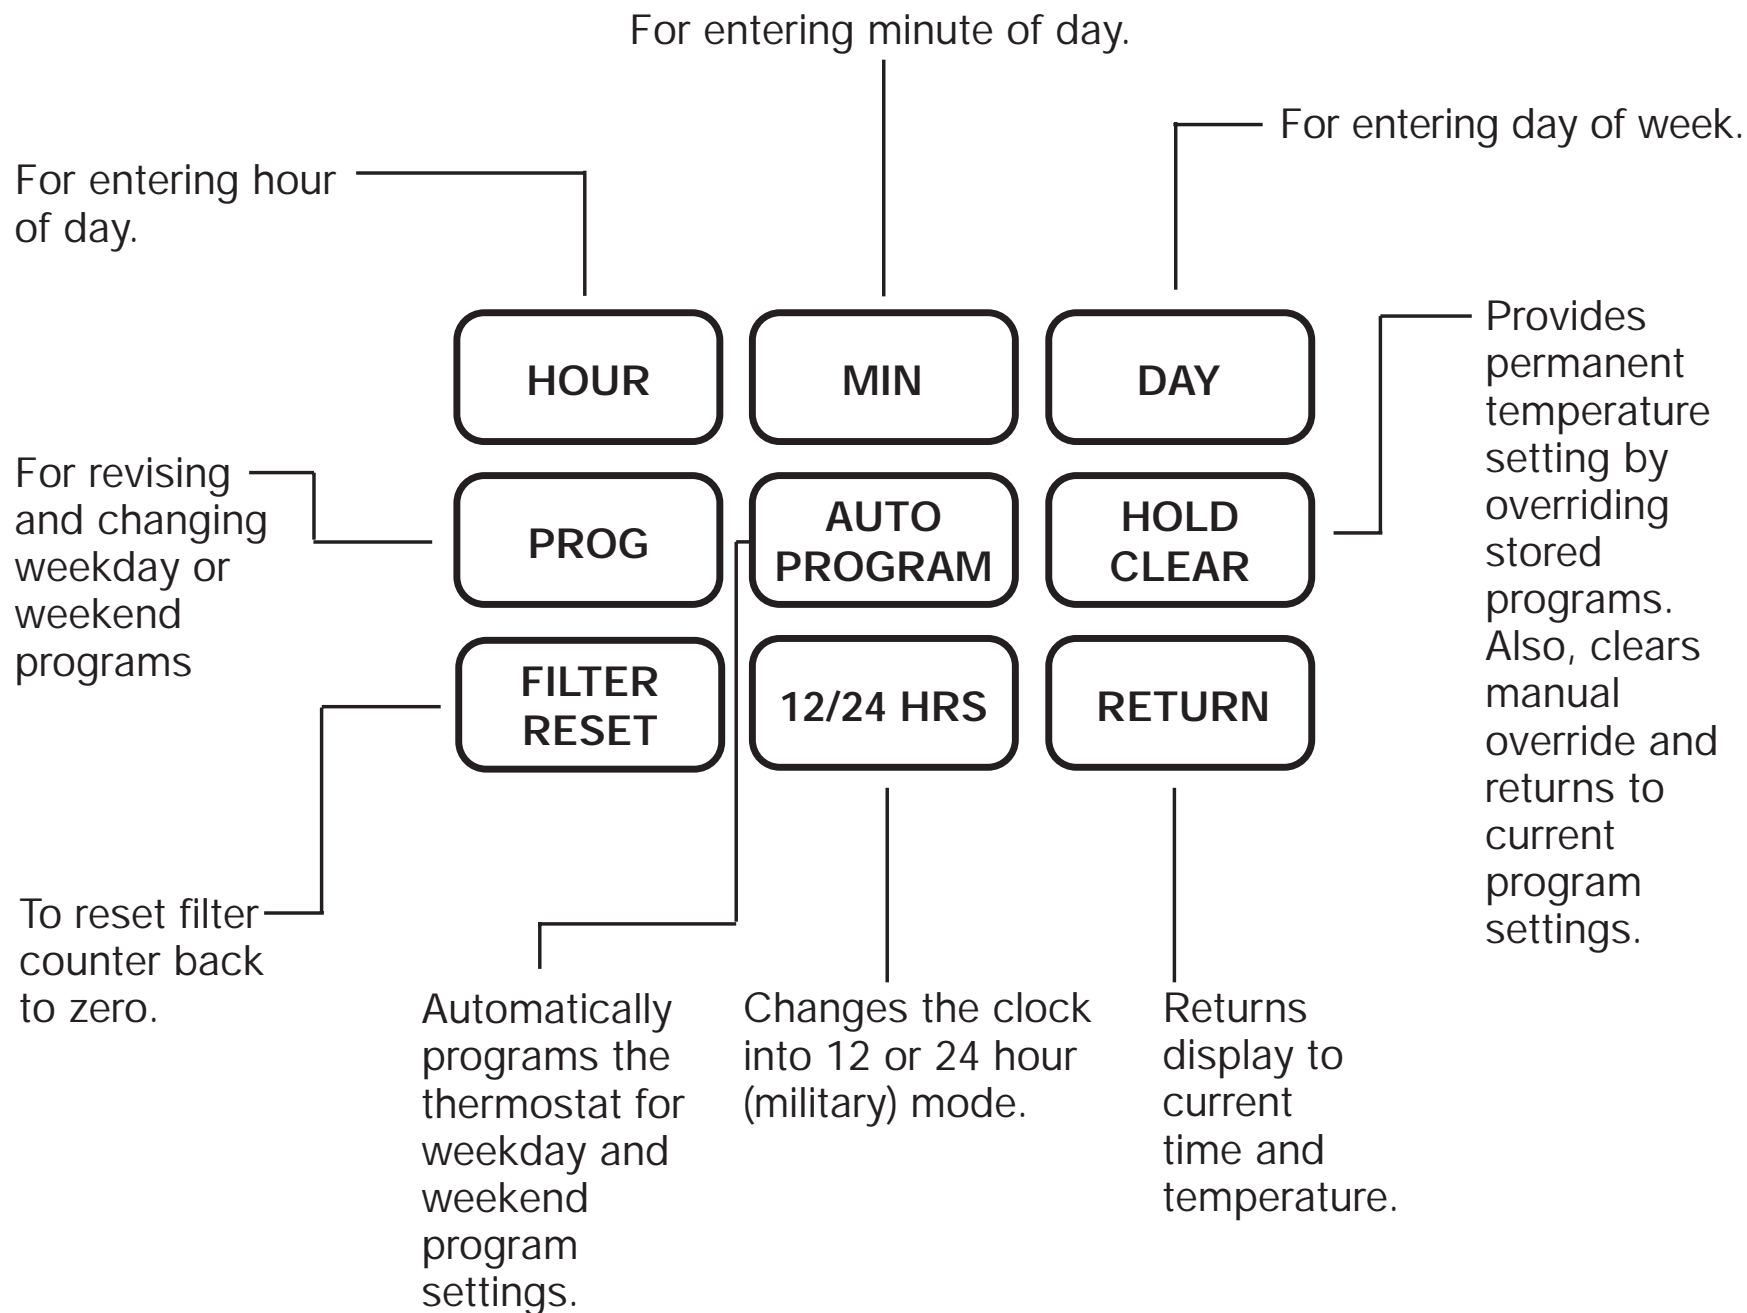 For entering minute of day.
For entering day of week.
For entering hour
of day.
HOUR
MIN
DAY
Provides
permanent
temperature
setting by
overriding
stored
programs.
Also, clears
manual
override and
returns to
current
program
settings.
For revising
and changing
weekday or
weekend
programs
PROG
AUTO
PROGRAM
HOLD
CLEAR
FILTER
RESET
12/24 HRS
RETURN
To reset filter
counter back
to zero.
Automatically
programs the
thermostat for
weekday and
weekend
program
settings.
Changes the clock
into 12 or 24 hour
(military) mode.
Returns
display to
current
time and
temperature.